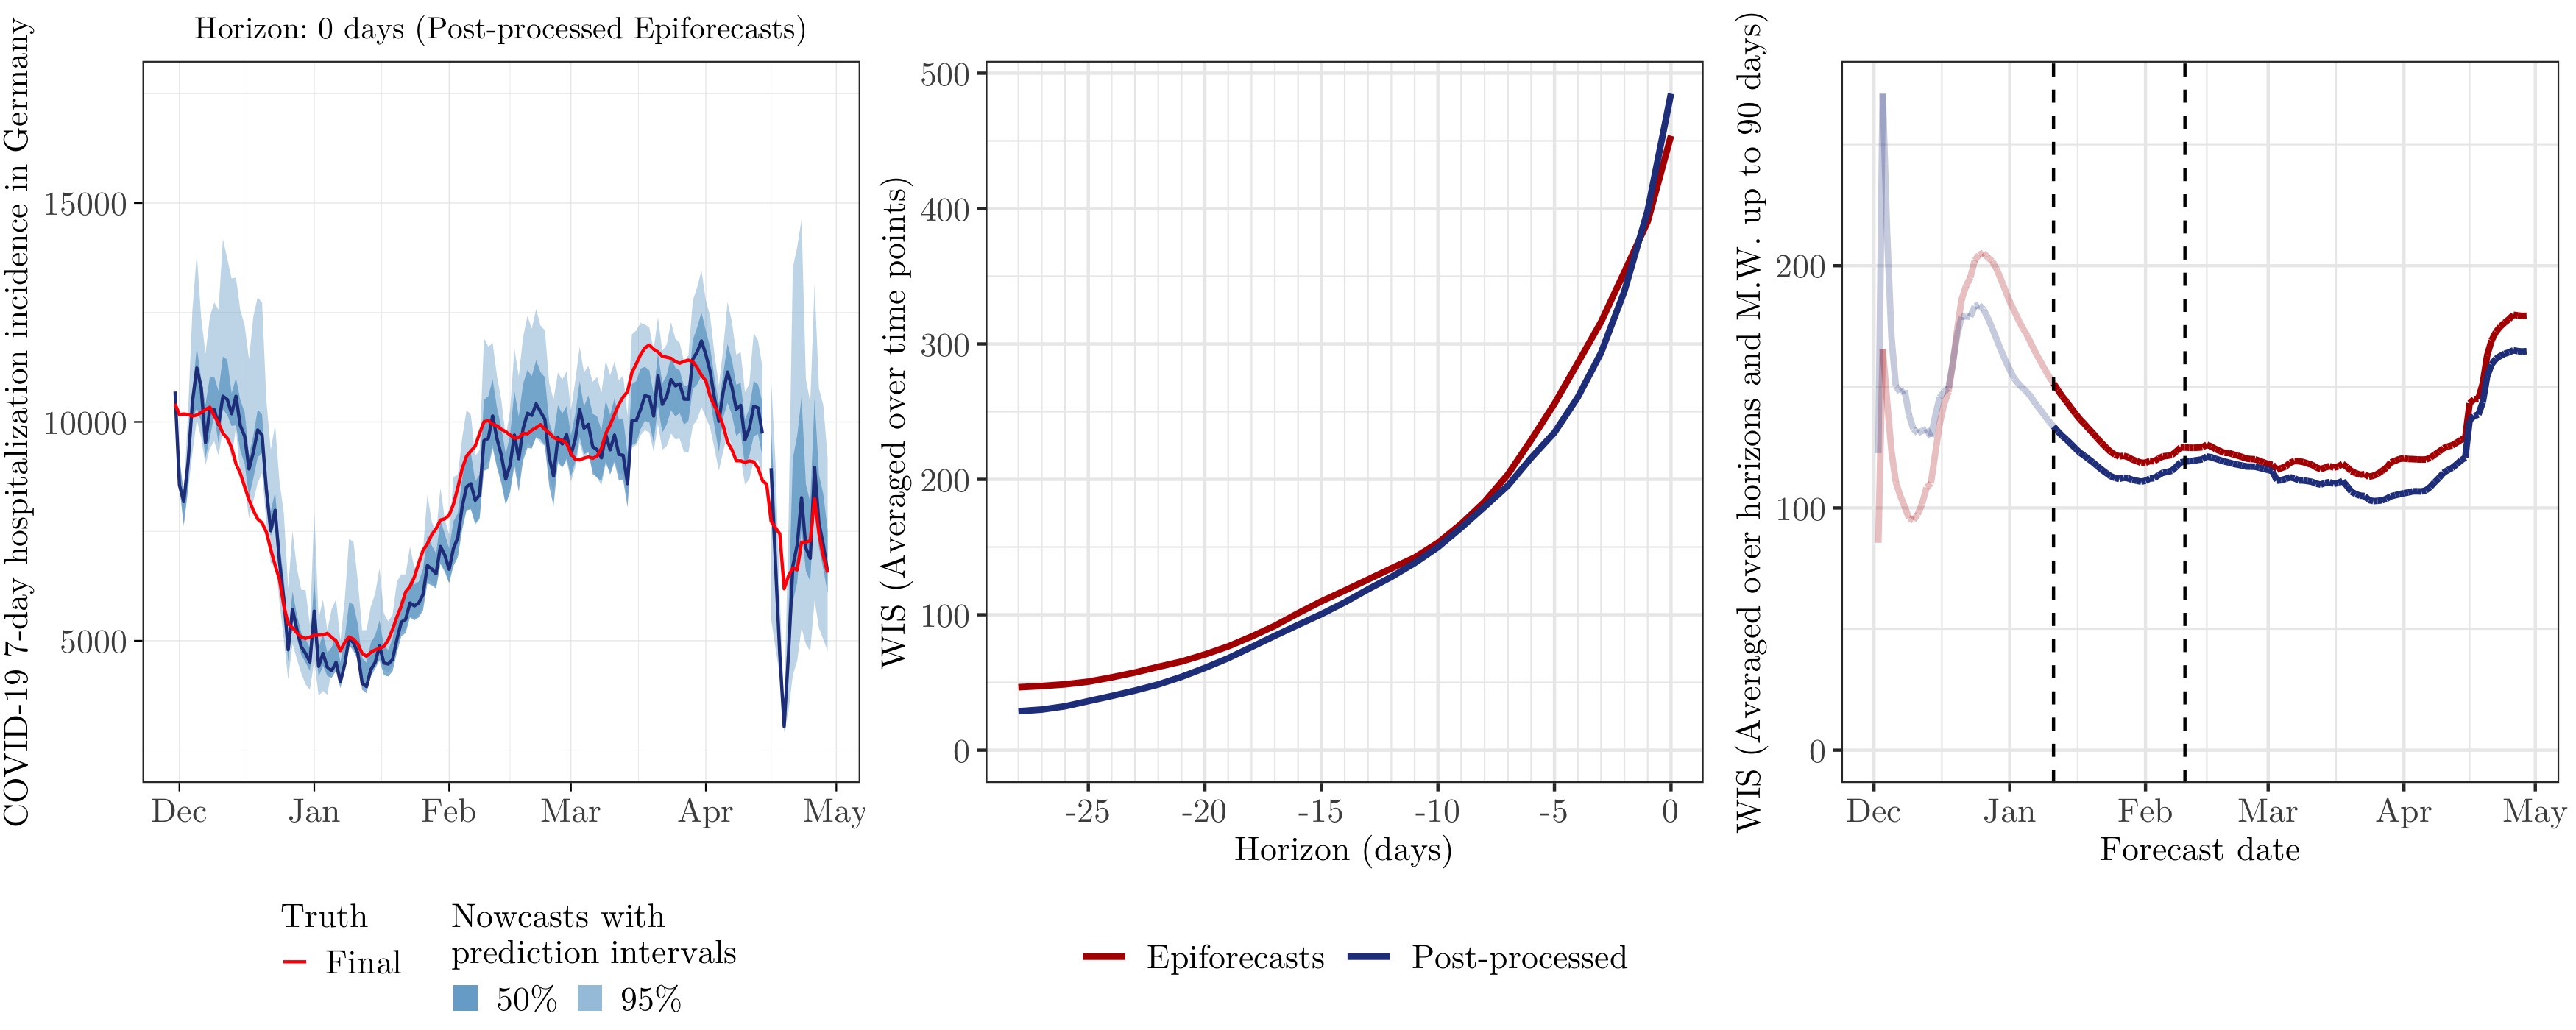 Horizon: 0 days (Post-processed Epiforecasts)
COVID-19 7-day hospitalization incidence in Germany
15000
10000
5000
Dec Jan Feb Mar Apr May
Truth
Final
Nowcasts with
prediction intervals
50% 95%
WIS (Averaged over time points)
500
400
300
200
100
0
-25 -20 -15 -10 -5 0
Horizon (days)
Epiforecasts Post-processed
WIS (Averaged over horizons and M.W. up to 90 days)
200
100
0
Dec Jan Feb Mar Apr May
Forecast date